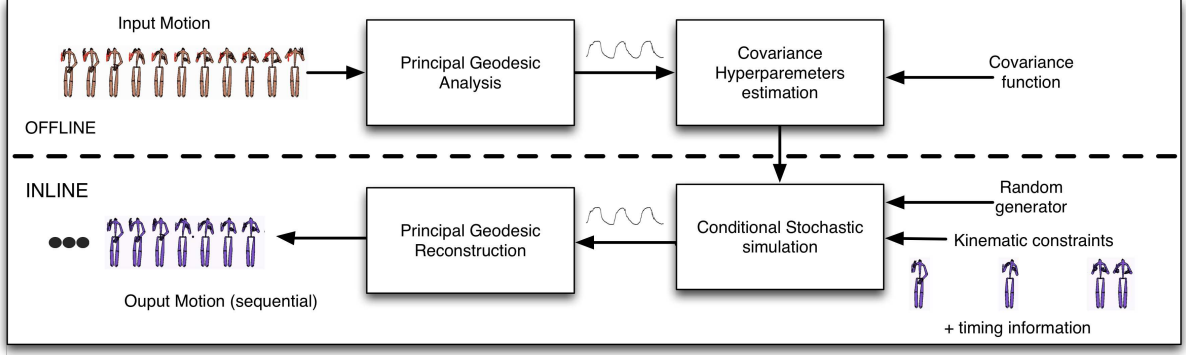 Input Motion
Principal Geodesic
Analysis
Covariance
Hyperparemeters
estimation
Covariance
function
OFFLINE
INLINE
Principal Geodesic
Reconstruction
Conditional Stochastic
simulation
Random
generator
Kinematic constraints
Ouput Motion (sequential)
+ timing information